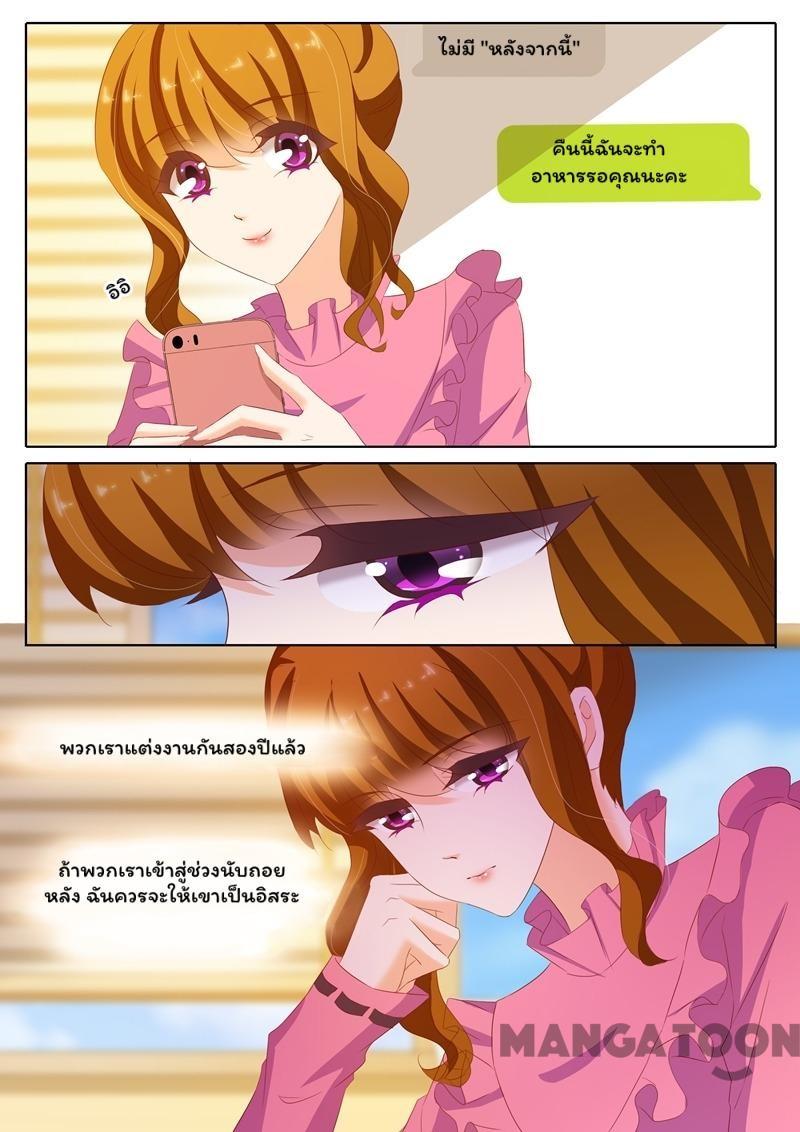 ไม่มี "หลังจากนี้"
คืนนี้ฉันจะทำ
อาหารรอคุณนะคะ
อิอิ
พวกเราแต่งงานกันสองปีแล้ว
ถ้าพวกเราเข้าสู่ช่วงนับถอย
หลัง ฉันควรจะให้เขาเป็นอิสระ
MANGATOON